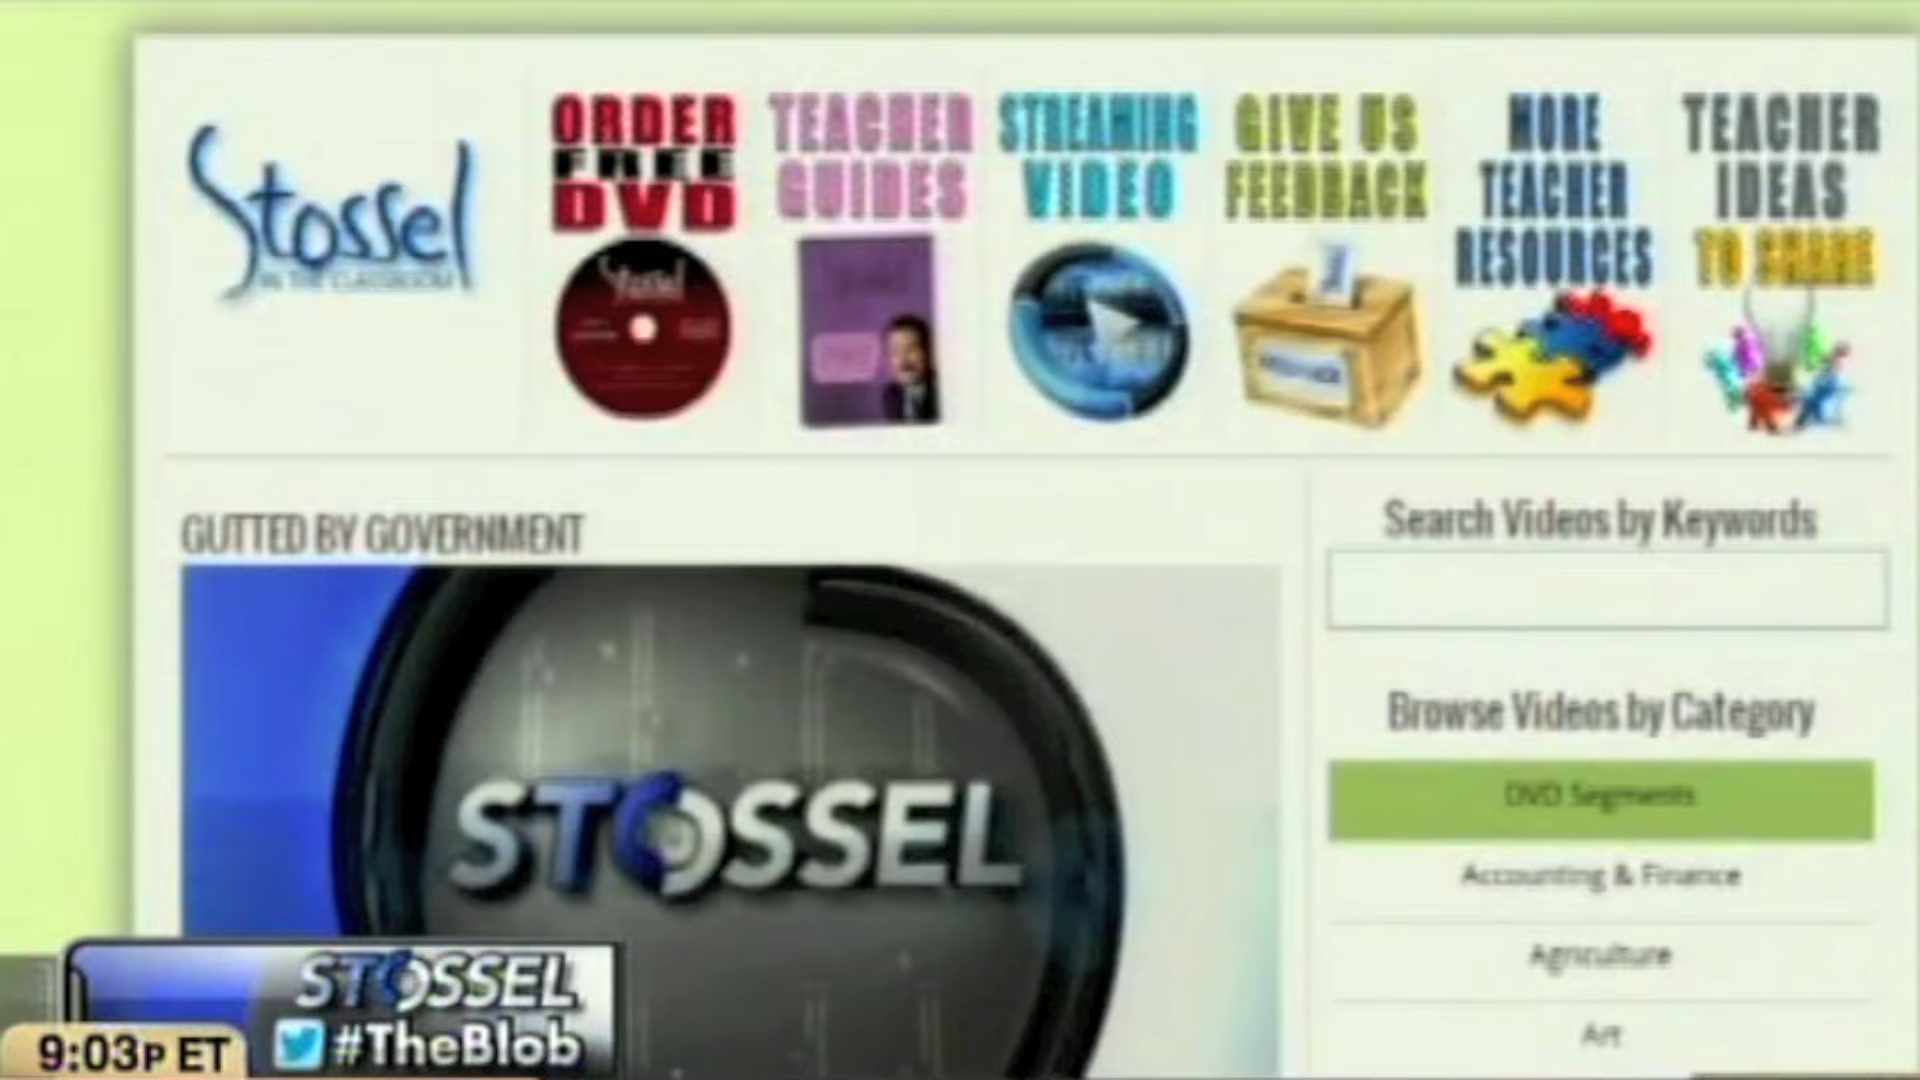 Stossel
IN THE CLASSROOM
ORDER
FREE
DVD
TEACHER
GUIDES
STREAMING
VIDEO
GIVE US
FEEDBACK
MORE
TEACHER
RESOURCES
TEACHER
IDEAS
TO SHARE
Stossel
GUTTED BY GOVERNMENT
STOSSEL
Search Videos by Keywords
Browse Videos by Category
DVD Segments
Accounting & Finance
Agriculture
Art
STOSSEL
#TheBlob
9:03P ET